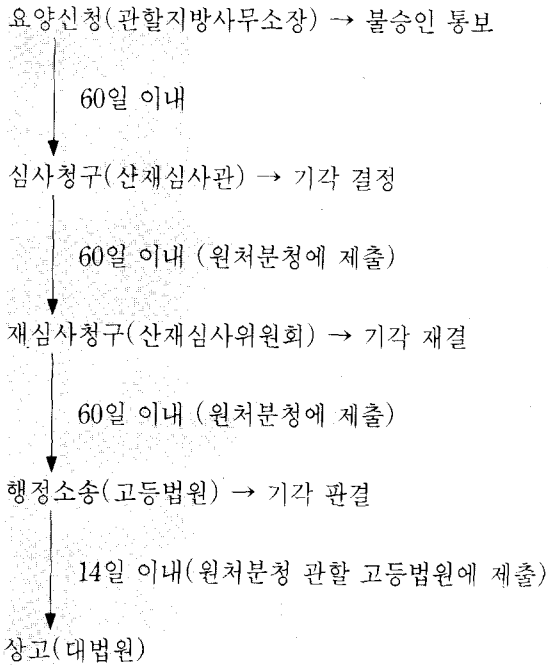 요양신청(관할지방사무소장) → 불승인 통보
60일 이내
심사청구(산재심사관) → 기각 결정
60일 이내 (원처분청에 제출)
재심사청구(산재심사위원회) → 기각 재결
60일 이내 (원처분청에 제출)
행정소송(고등법원) → 기각 판결
14일 이내(원처분청 관할 고등법원에 제출)
상고(대법원)